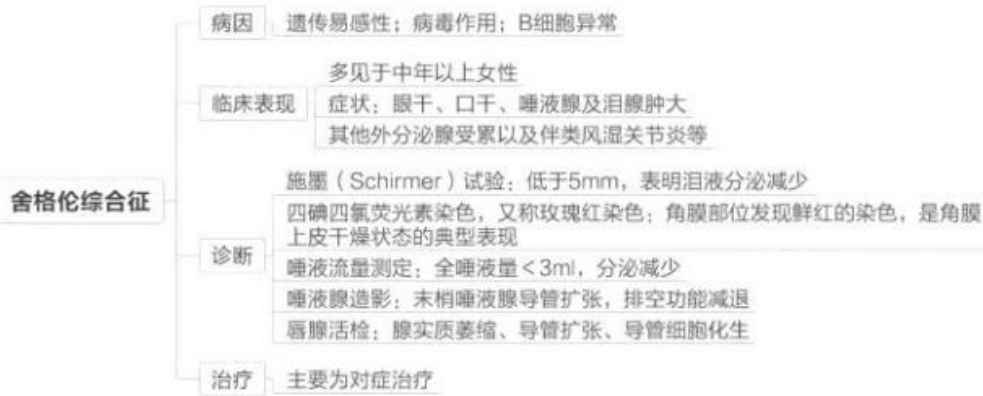 病因
遗传易感性；病毒作用；B细胞异常
临床表现
多见于中年以上女性
症状：眼干、口干、唾液腺及泪腺肿大
其他外分泌腺受累以及伴类风湿关节炎等
舍格伦综合征
诊断
施墨（Schirmer）试验：低于5mm，表明泪液分泌减少
四碘四氯荧光素染色，又称玫瑰红染色；角膜部位发现鲜红的染色，是角膜
上皮干燥状态的典型表现
唾液流量测定：全唾液量<3ml，分泌减少
唾液腺造影：末梢唾液腺导管扩张，排空功能减退
唇腺活检：腺实质萎缩、导管扩张、导管细胞化生
治疗
主要为对症治疗